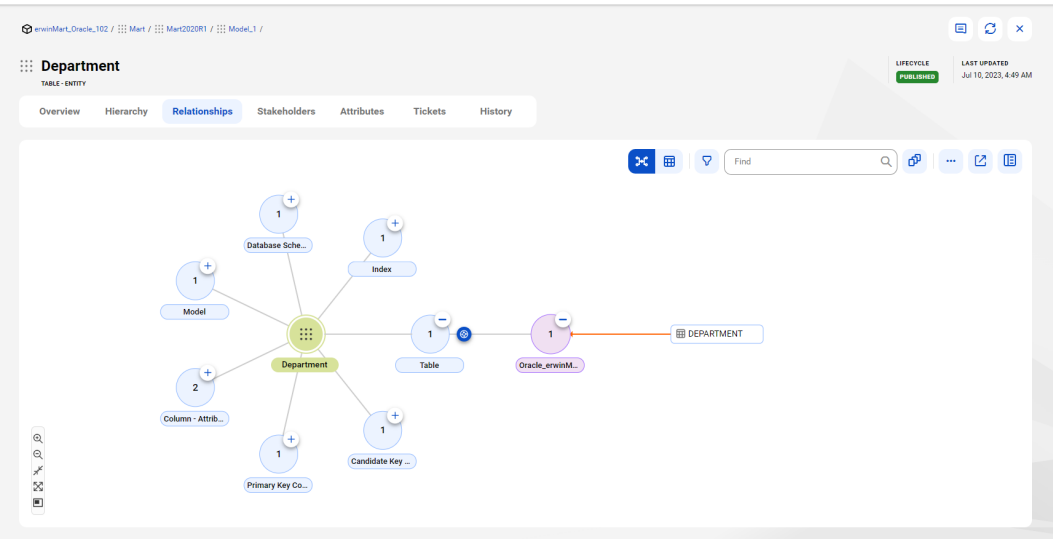 erwinMart_Oracle_102 / Mart / Mart2020R1 / Model_1 /
Department
TABLE - ENTITY
LIFECYCLE
PUBLISHED
LAST UPDATED
Jul 10, 2023, 4:49 AM
Overview Hierarchy Relationships Stakeholders Attributes Tickets History
Find
1
Database Sche...
1
Index
1
Model
Department
1
Table
1
Oracle_erwinM...
DEPARTMENT
2
Column - Attrib...
1
Primary Key Co...
1
Candidate Key ...